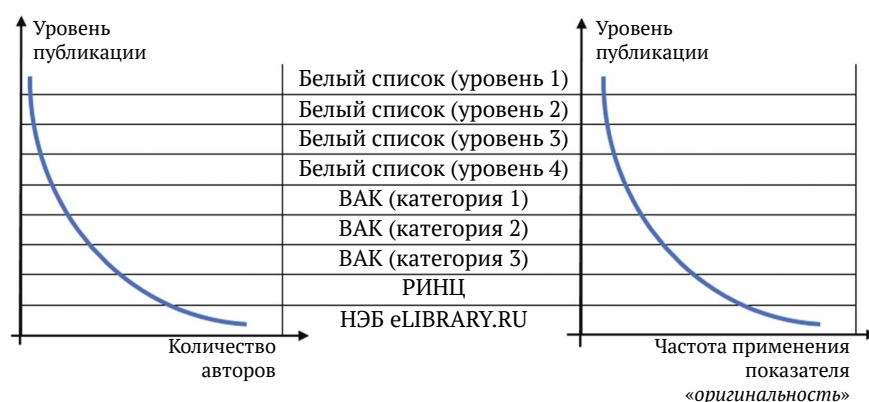 Уровень
публикации
Уровень
публикации
Белый список (уровень 1)
Белый список (уровень 2)
Белый список (уровень 3)
Белый список (уровень 4)
ВАК (категория 1)
ВАК (категория 2)
ВАК (категория 3)
РИНЦ
НЭБ eLIBRARY.RU
Количество
авторов
Частота применения
показателя
«оригинальность»